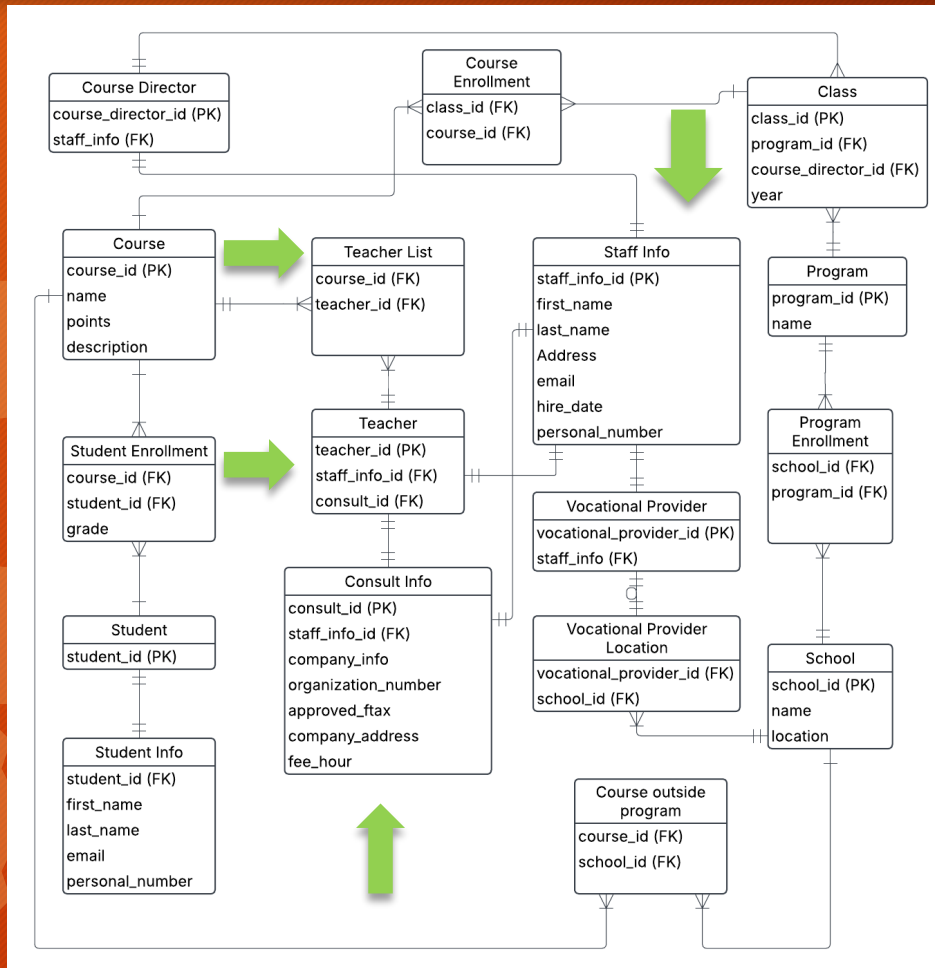 Course Director
course_director_id (PK)
staff_info (FK)
Course
Enrollment
class_id (FK)
course_id (FK)
Class
class_id (PK)
program_id (FK)
course_director_id (FK)
year
Course
course_id (PK)
name
points
description
Teacher List
course_id (FK)
teacher_id (FK)
Staff Info
staff_info_id (PK)
first_name
last_name
Address
email
hire_date
personal_number
Program
program_id (PK)
name
Student Enrollment
course_id (FK)
student_id (FK)
grade
Teacher
teacher_id (PK)
staff_info_id (FK)
consult_id (FK)
Program
Enrollment
school_id (FK)
program_id (FK)
Vocational Provider
vocational_provider_id (PK)
staff_info (FK)
Consult Info
consult_id (PK)
staff_info_id (FK)
company_info
organization_number
approved_ftax
company_address
fee_hour
Student
student_id (PK)
Vocational Provider
Location
vocational_provider_id (FK)
school_id (FK)
School
school_id (PK)
name
location
Student Info
student_id (FK)
first_name
last_name
email
personal_number
Course outside
program
course_id (FK)
school_id (FK)